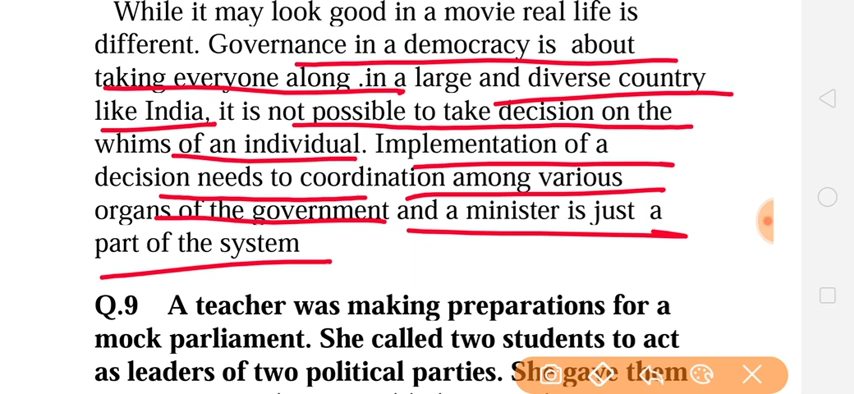 While it may look good in a movie real life is
different. Governance in a democracy is about
taking everyone along .in a large and diverse country
like India, it is not possible to take decision on the
whims of an individual. Implementation of a
decision needs to coordination among various
organs of the government and a minister is just a
part of the system
Q.9 A teacher was making preparations for a
mock parliament. She called two students to act
as leaders of two political parties. She gave them